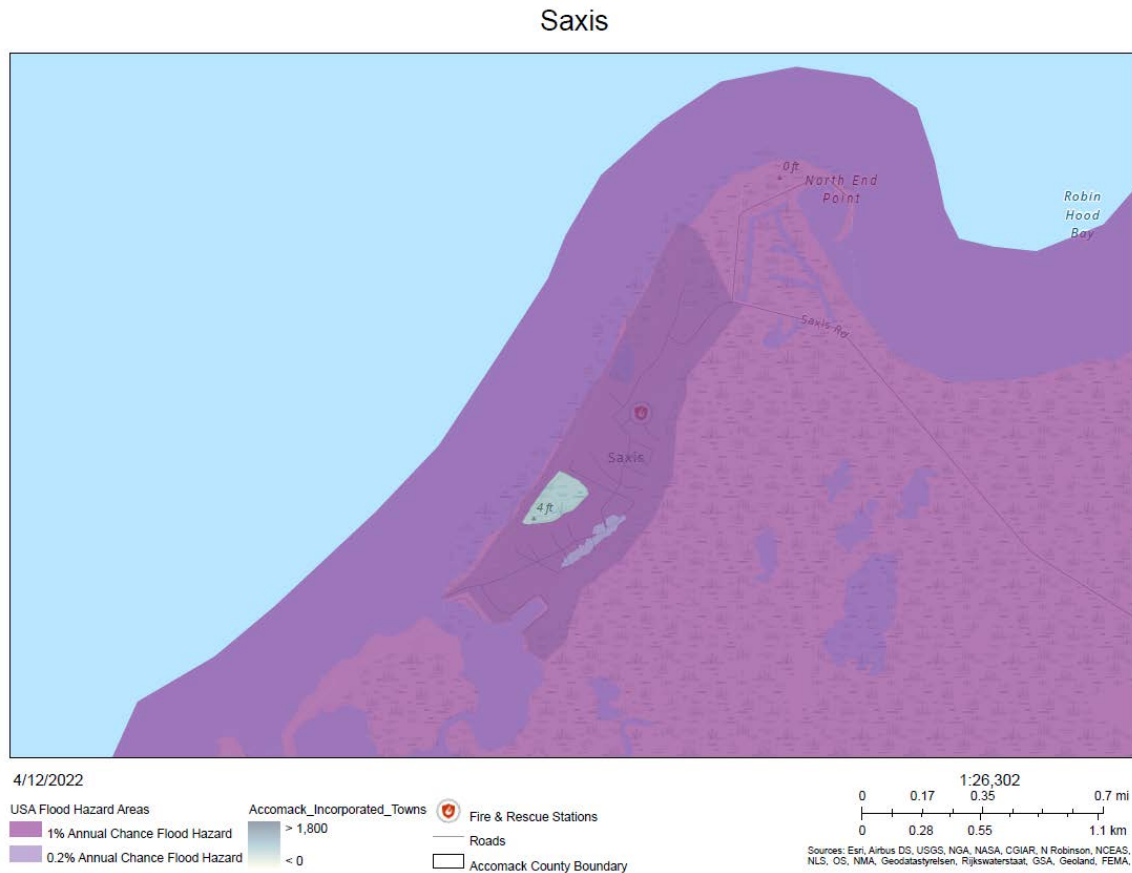 Saxis
0 ft
North End
Point
Robin
Hood
Bay
Saxis Rd
Saxis
4 ft
4/12/2022
USA Flood Hazard Areas
1% Annual Chance Flood Hazard
0.2% Annual Chance Flood Hazard
Accomack_Incorporated_Towns
> 1,800
< 0
Fire & Rescue Stations
Roads
Accomack County Boundary
1:26,302
0 0.17 0.35 0.7 mi
0 0.28 0.55 1.1 km
Sources: Esri, Airbus DS, USGS, NGA, NASA, CGIAR, N Robinson, NCEAS,
NLS, OS, NMA, Geodatastyrelsen, Rijkswaterstaat, GSA, Geoland, FEMA,